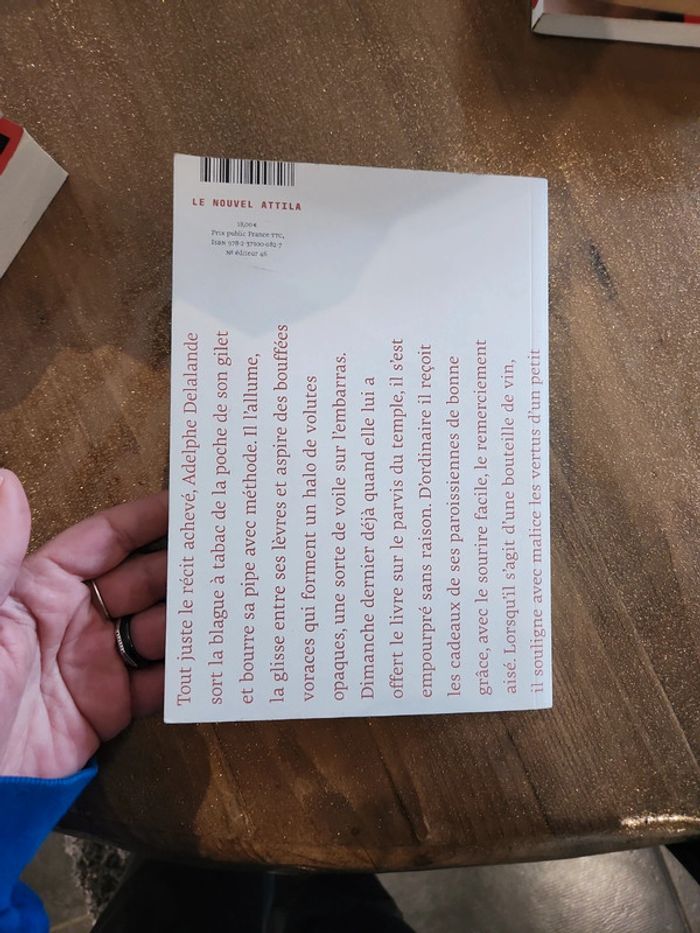 LE NOUVEL ATTILA
18,00 €
Prix public France TTC,
ISBN 978-2-37100-082-7
Nº éditeur 46
Tout juste le récit achevé, Adelphe Delalande
sort la blague à tabac de la poche de son gilet
et bourre sa pipe avec méthode. Il l'allume,
la glisse entre ses lèvres et aspire des bouffées
voraces qui forment un halo de volutes
opaques, une sorte de voile sur l'embarras.
Dimanche dernier déjà quand elle lui a
offert le livre sur le parvis du temple, il s'est
empourpré sans raison. D'ordinaire il reçoit
les cadeaux de ses paroissiennes de bonne
grâce, avec le sourire facile, le remerciement
aisé. Lorsqu'il s'agit d'une bouteille de vin,
il souligne avec malice les vertus d'un petit